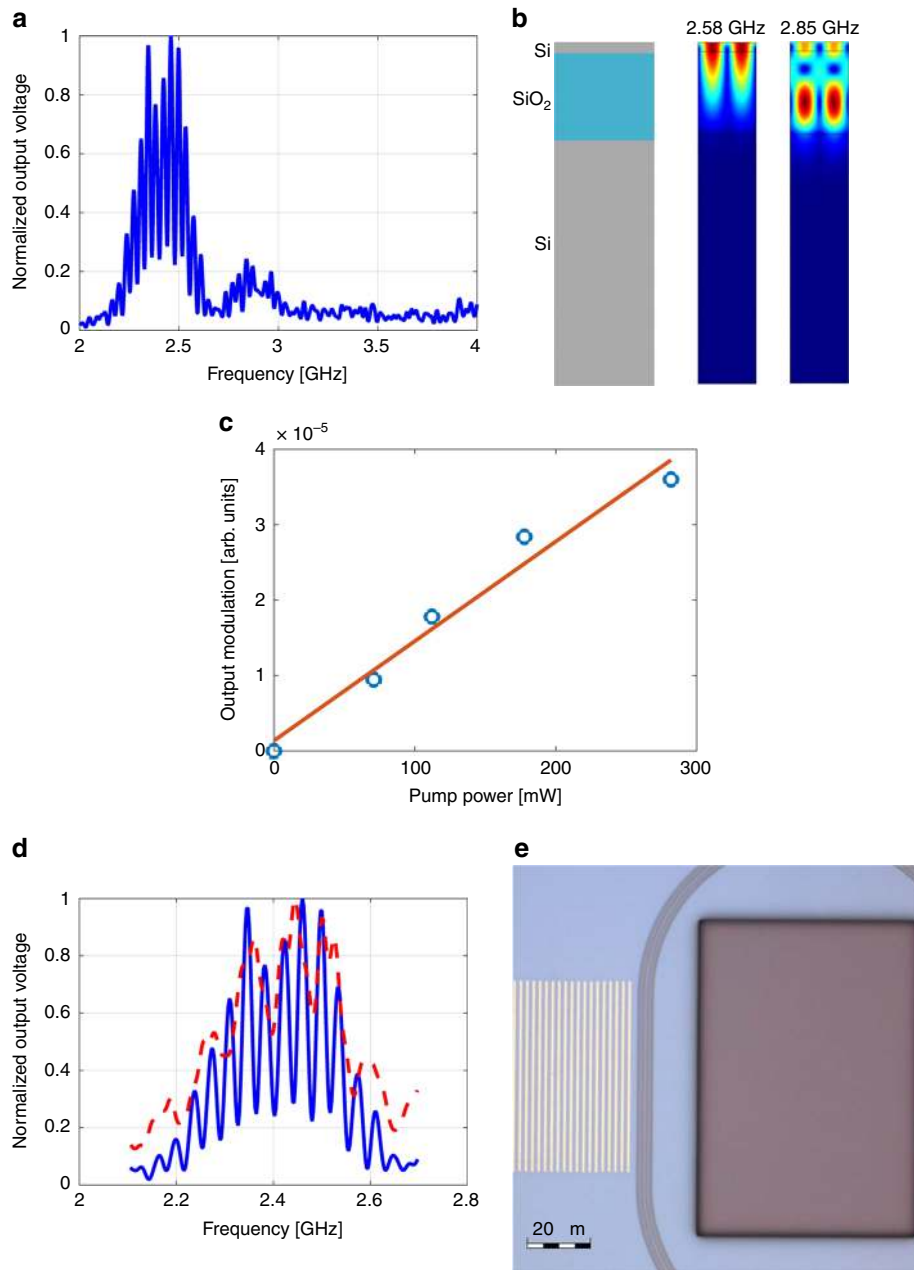 a
Normalized output voltage
1
0.8
0.6
0.4
0.2
0
2
2.5
3
3.5
4
Frequency [GHz]
b
2.58 GHz
2.85 GHz
Si
SiO2
Si
c
× 10–5
Output modulation [arb. units]
4
3
2
1
0
0
100
200
300
Pump power [mW]
d
Normalized output voltage
1
0.8
0.6
0.4
0.2
0
2
2.2
2.4
2.6
2.8
Frequency [GHz]
e
20 m